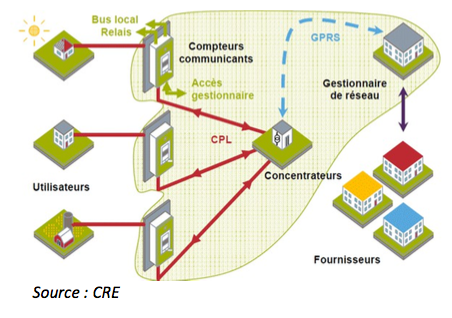 Bus local
Relais
Compteurs
communicants
Accès
gestionnaire
GPRS
Gestionnaire
de réseau
CPL
Utilisateurs
Concentrateurs
Fournisseurs
Source : CRE